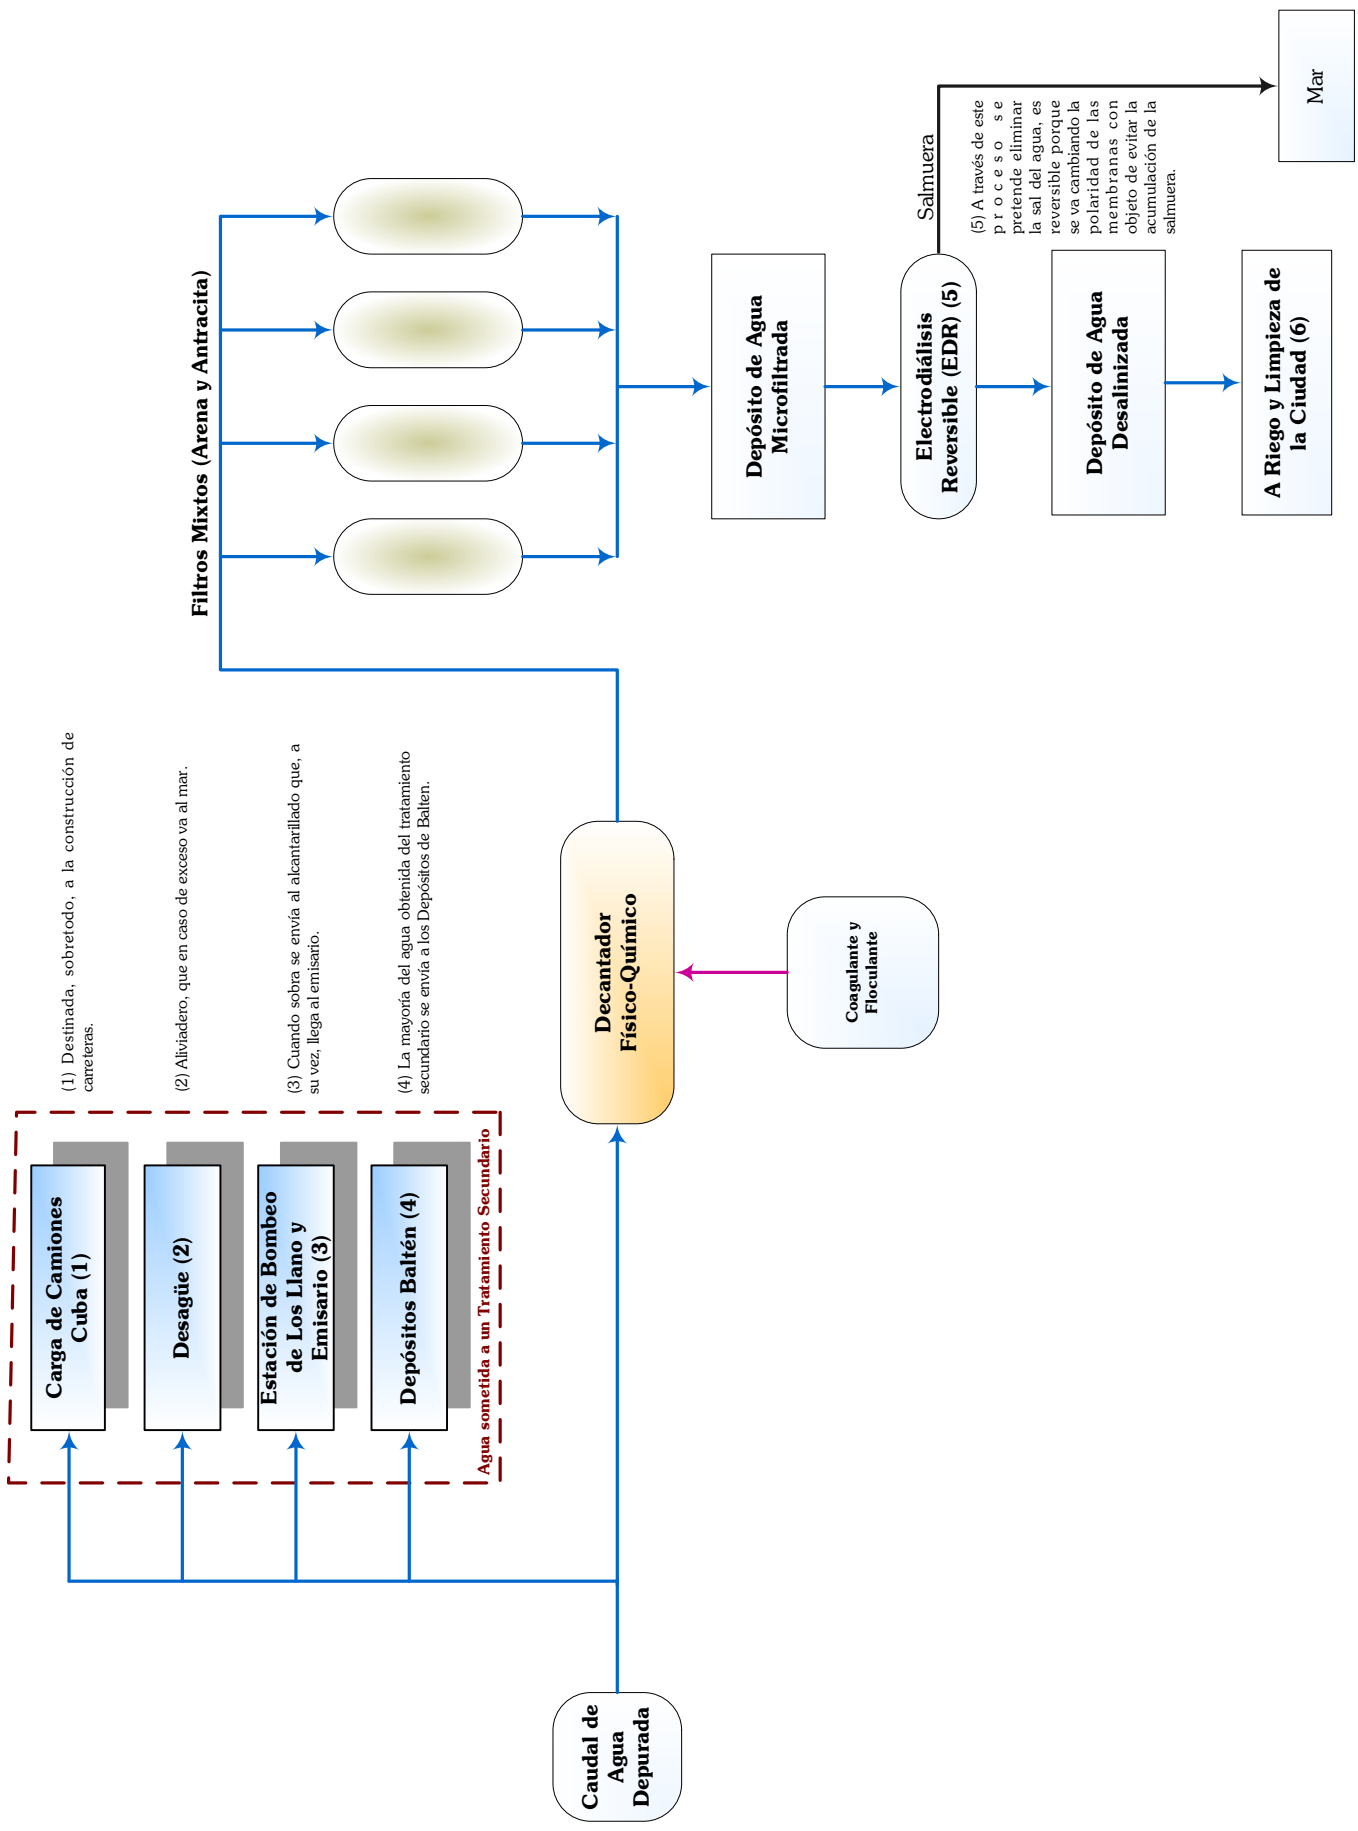 Carga de Camiones
Cuba (1)
Desagüe (2)
Estación de Bombeo
de Los Llano y
Emisario (3)
Depósitos Baltén (4)
Agua sometida a un Tratamiento Secundario
(1) Destinada, sobretodo, a la construcción de
carreteras.
(2) Aliviadero, que en caso de exceso va al mar.
(3) Cuando sobra se envía al alcantarillado que, a
su vez, llega al emisario.
(4) La mayoría del agua obtenida del tratamiento
secundario se envía a los Depósitos de Balten.
Caudal de
Agua
Depurada
Decantador
Físico-Químico
Coagulante y
Floculante
Filtros Mixtos (Arena y Antracita)
Depósito de Agua
Microfiltrada
Electrodiálisis
Reversible (EDR) (5)
Salmuera
(5) A través de este
proceso se
pretende eliminar
la sal del agua, es
reversible porque
se va cambiando la
polaridad de las
membranas con
objeto de evitar la
acumulación de la
salmuera.
Depósito de Agua
Desalinizada
A Riego y Limpieza de
la Ciudad (6)
Mar